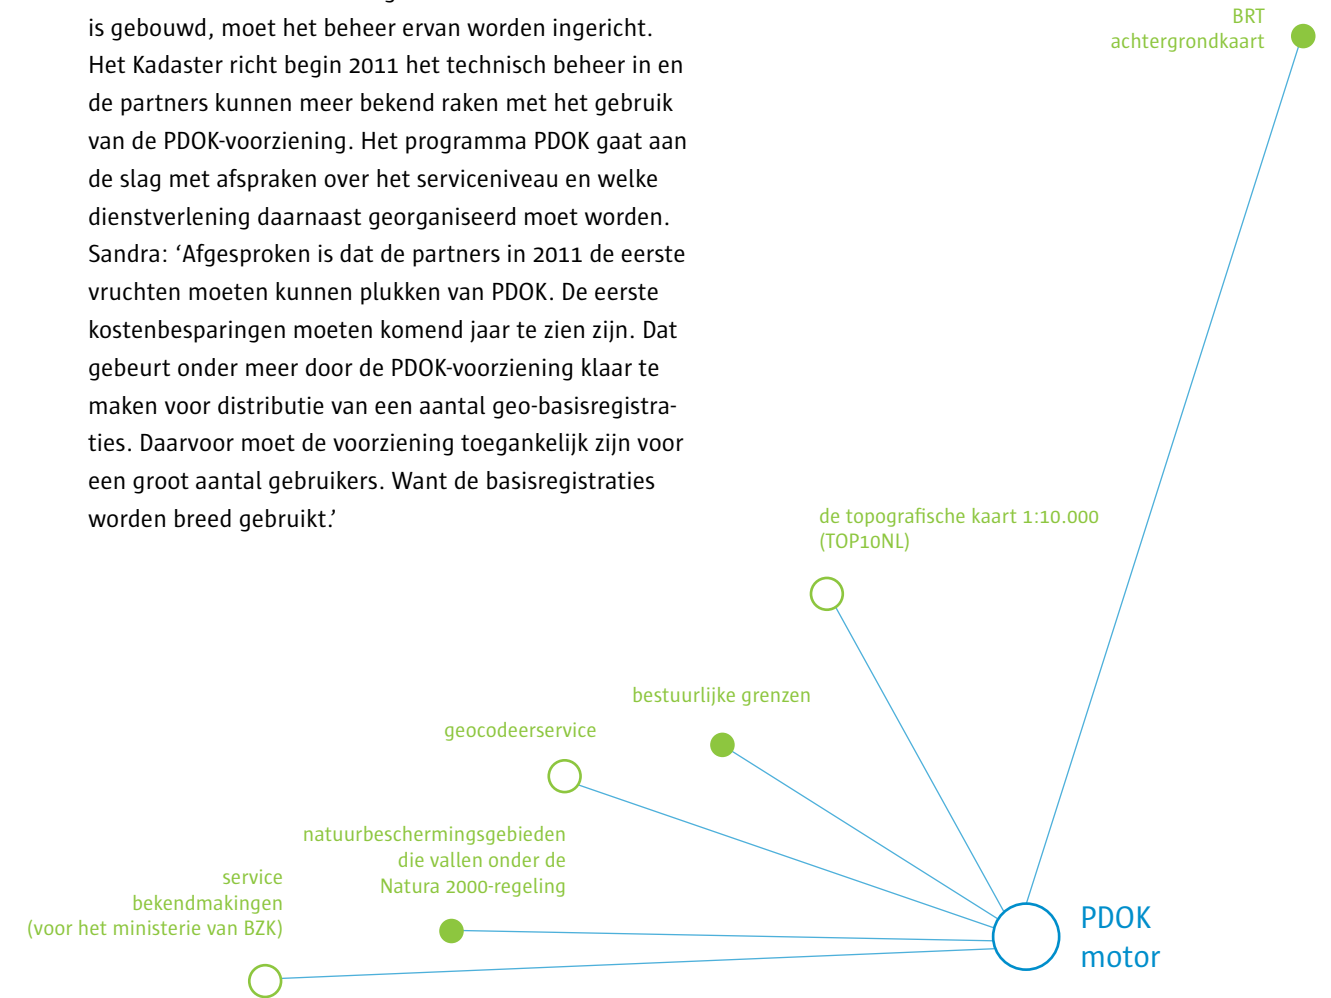 is gebouwd, moet het beheer ervan worden ingericht.
Het Kadaster richt begin 2011 het technisch beheer in en
de partners kunnen meer bekend raken met het gebruik
van de PDOK-voorziening. Het programma PDOK gaat aan
de slag met afspraken over het serviceniveau en welke
dienstverlening daarnaast georganiseerd moet worden.
Sandra: ‘Afgesproken is dat de partners in 2011 de eerste
vruchten moeten kunnen plukken van PDOK. De eerste
kostenbesparingen moeten komend jaar te zien zijn. Dat
gebeurt onder meer door de PDOK-voorziening klaar te
maken voor distributie van een aantal geo-basisregistra-
ties. Daarvoor moet de voorziening toegankelijk zijn voor
een groot aantal gebruikers. Want de basisregistraties
worden breed gebruikt.’
BRT
achtergrondkaart
de topografische kaart 1:10.000
(TOP10NL)
bestuurlijke grenzen
geocodeerservice
natuurbeschermingsgebieden
die vallen onder de
Natura 2000-regeling
service
bekendmakingen
(voor het ministerie van BZK)
PDOK
motor